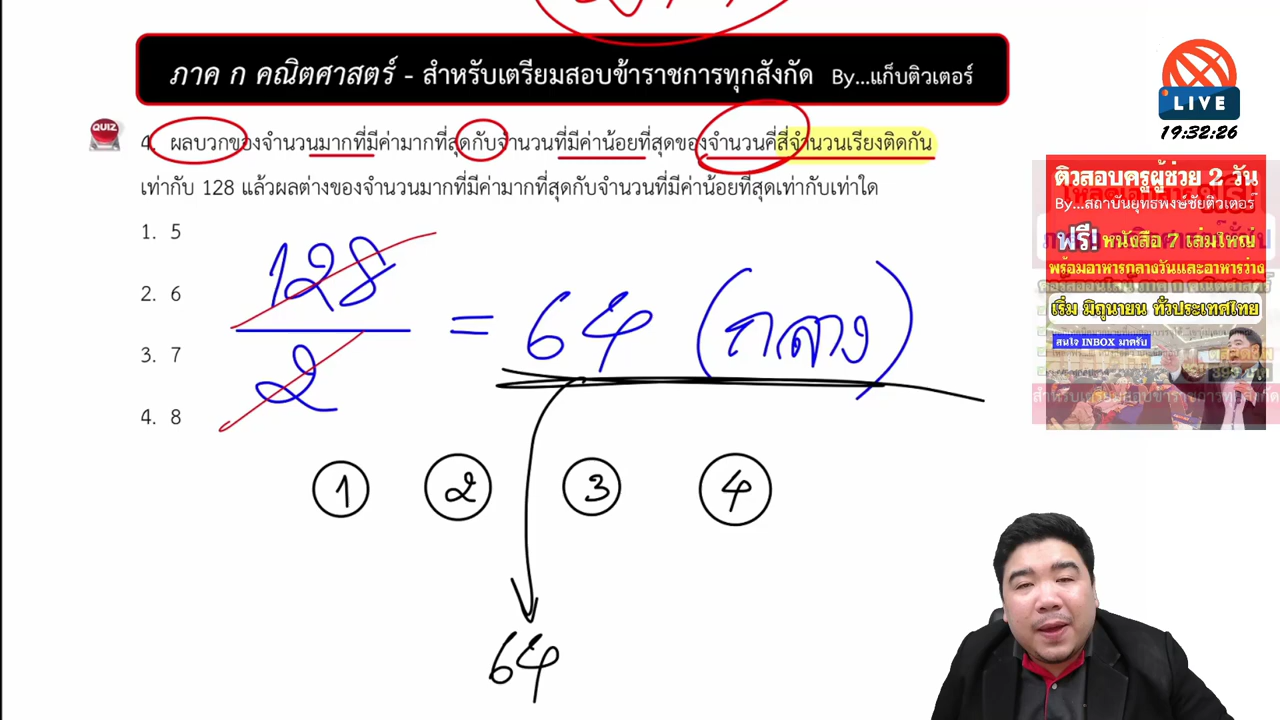 ภาค ก คณิตศาสตร์ - สำหรับเตรียมสอบข้าราชการทุกสังกัด By...แก็บติวเตอร์
QUIZ
4. ผลบวกของจำนวนมากที่มีค่ามากที่สุดกับจำนวนที่มีค่าน้อยที่สุดของจำนวนคี่สี่จำนวนเรียงติดกัน
เท่ากับ 128 แล้วผลต่างของจำนวนมากที่มีค่ามากที่สุดกับจำนวนที่มีค่าน้อยที่สุดเท่ากับเท่าใด
1. 5
2. 6
3. 7
4. 8
128
2
= 64 (กลาง)
1 2 3 4
64
LIVE
19:32:26
ติวสอบครูผู้ช่วย 2 วัน
By...สถาบันยุทธพงษ์ชัยติวเตอร์
ฟรี! หนังสือ 7 เล่มใหญ่
พร้อมอาหารกลางวันและอาหารว่าง
เริ่ม มิถุนายน ทั่วประเทศไทย
สนใจ INBOX มาครับ